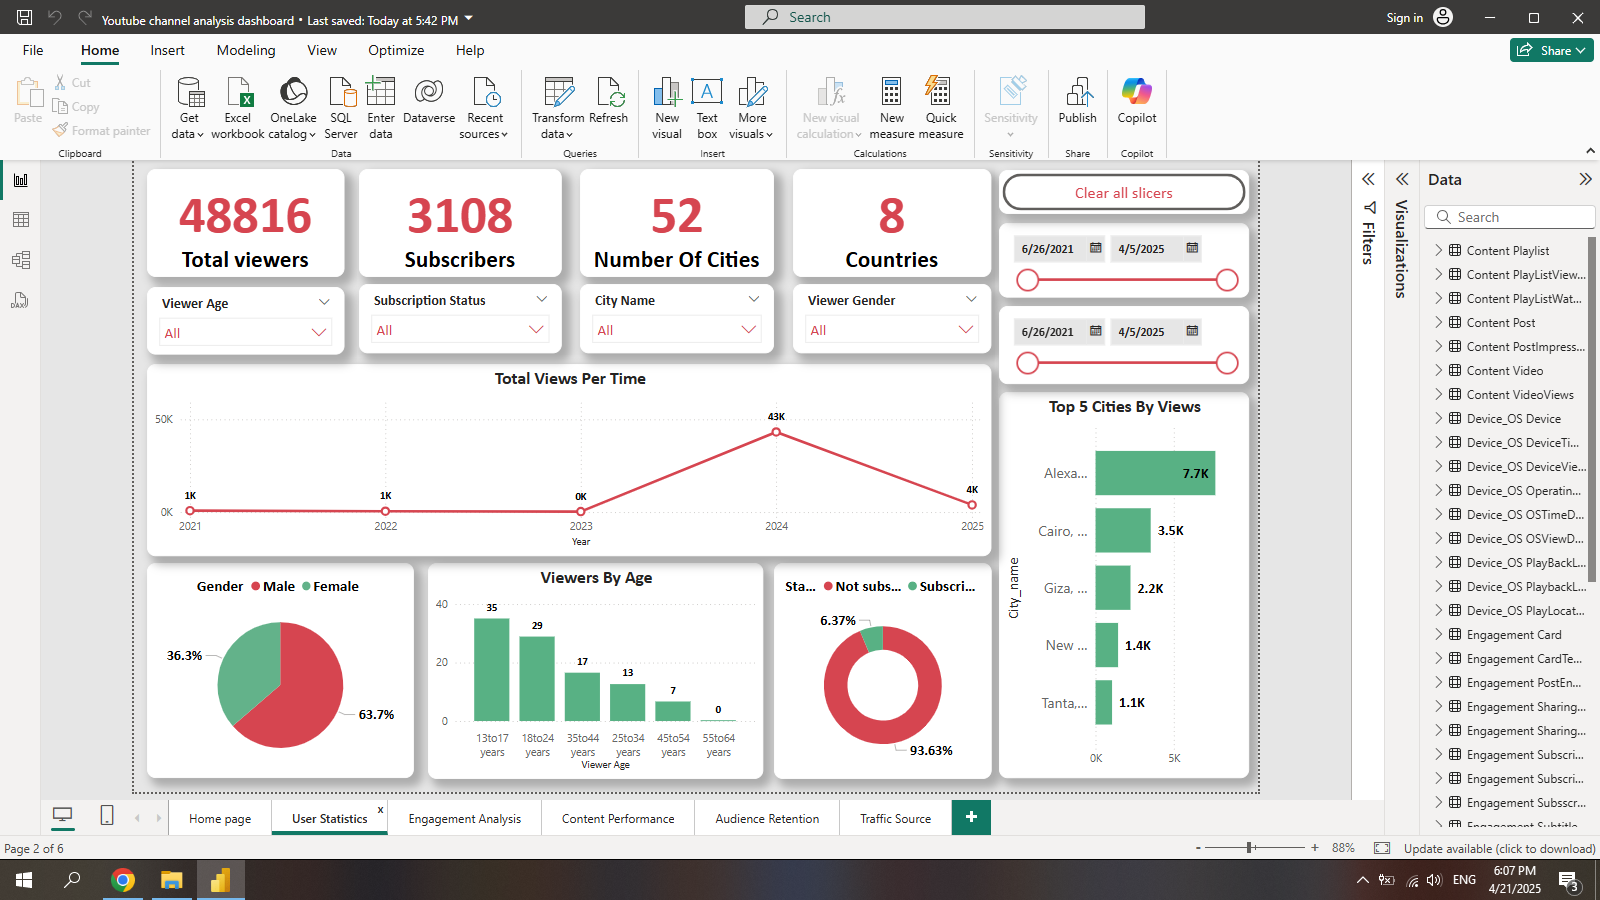 Youtube channel analysis dashboard • Last saved: Today at 5:42 PM
Search
Sign in
File
Home
Insert
Modeling
View
Optimize
Help
Share
Paste
Cut
Copy
Format painter
Clipboard
Get data
Excel workbook
OneLake catalog
SQL Server
Enter data
Dataverse
Recent sources
Data
Transform data
Refresh
Queries
New visual
Text box
More visuals
Insert
New visual calculation
New measure
Quick measure
Calculations
Sensitivity
Sensitivity
Publish
Share
Copilot
Copilot
48816
Total viewers
3108
Subscribers
52
Number Of Cities
8
Countries
Clear all slicers
6/26/2021
4/5/2025
6/26/2021
4/5/2025
Viewer Age
All
Subscription Status
All
City Name
All
Viewer Gender
All
Total Views Per Time
50K
0K
1K
1K
0K
43K
4K
2021
2022
2023
2024
2025
Year
Gender
Male
Female
36.3%
63.7%
Viewers By Age
40
20
0
35
29
17
13
7
0
13to17 years
18to24 years
35to44 years
25to34 years
45to54 years
55to64 years
Viewer Age
Sta...
Not subs...
Subscri...
6.37%
93.63%
Top 5 Cities By Views
City_name
Alexa...
7.7K
Cairo, ...
3.5K
Giza, ...
2.2K
New ...
1.4K
Tanta,...
1.1K
0K
5K
Filters
Visualizations
Data
Search
Content Playlist
Content PlayListView...
Content PlayListWat...
Content Post
Content PostImpress...
Content Video
Content VideoViews
Device_OS Device
Device_OS DeviceTi...
Device_OS DeviceVie...
Device_OS Operatin...
Device_OS OSTimeD...
Device_OS OSViewD...
Device_OS PlayBackL...
Device_OS PlaybackL...
Device_OS PlayLocat...
Engagement Card
Engagement CardTe...
Engagement PostEn...
Engagement Sharing...
Engagement Sharing...
Engagement Subscri...
Engagement Subscri...
Engagement Subsscr...
Engagement Subtitle
Home page
User Statistics
x
Engagement Analysis
Content Performance
Audience Retention
Traffic Source
+
Page 2 of 6
- + 88%
Update available (click to download)
ENG
6:07 PM
4/21/2025
3